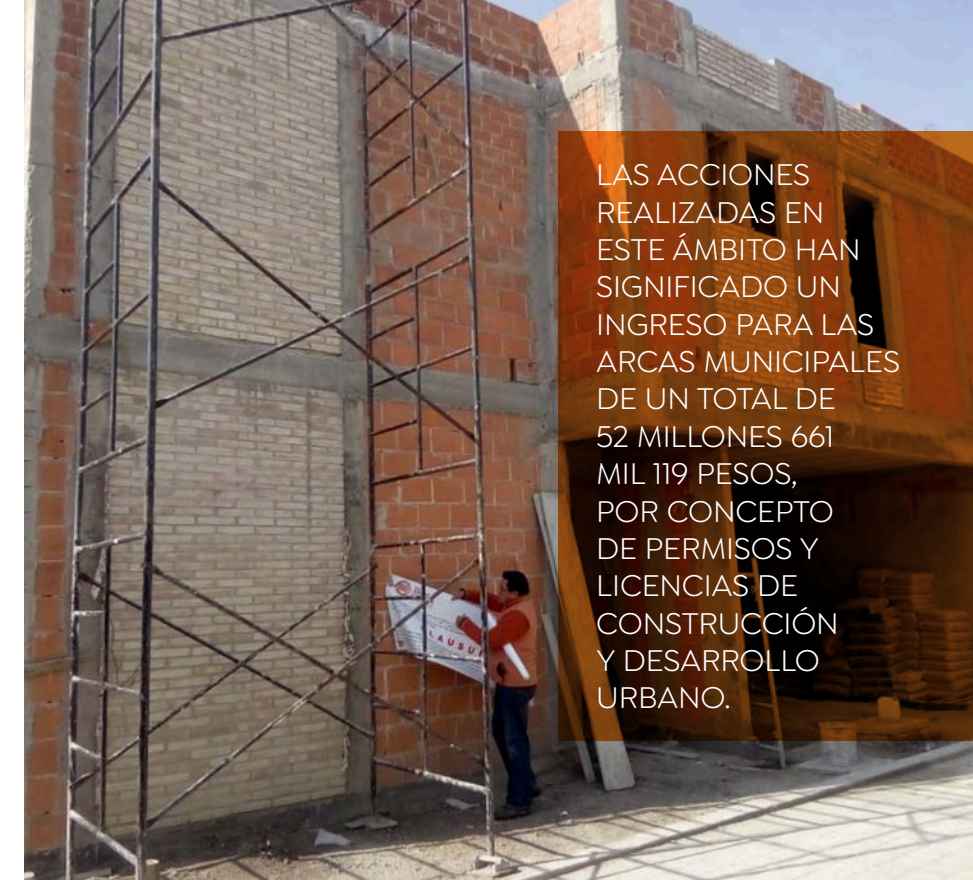 LAS ACCIONES
REALIZADAS EN
ESTE ÁMBITO HAN
SIGNIFICADO UN
INGRESO PARA LAS
ARCAS MUNICIPALES
DE UN TOTAL DE
52 MILLONES 661
MIL 119 PESOS,
POR CONCEPTO
DE PERMISOS Y
LICENCIAS DE
CONSTRUCCIÓN
Y DESARROLLO
URBANO.